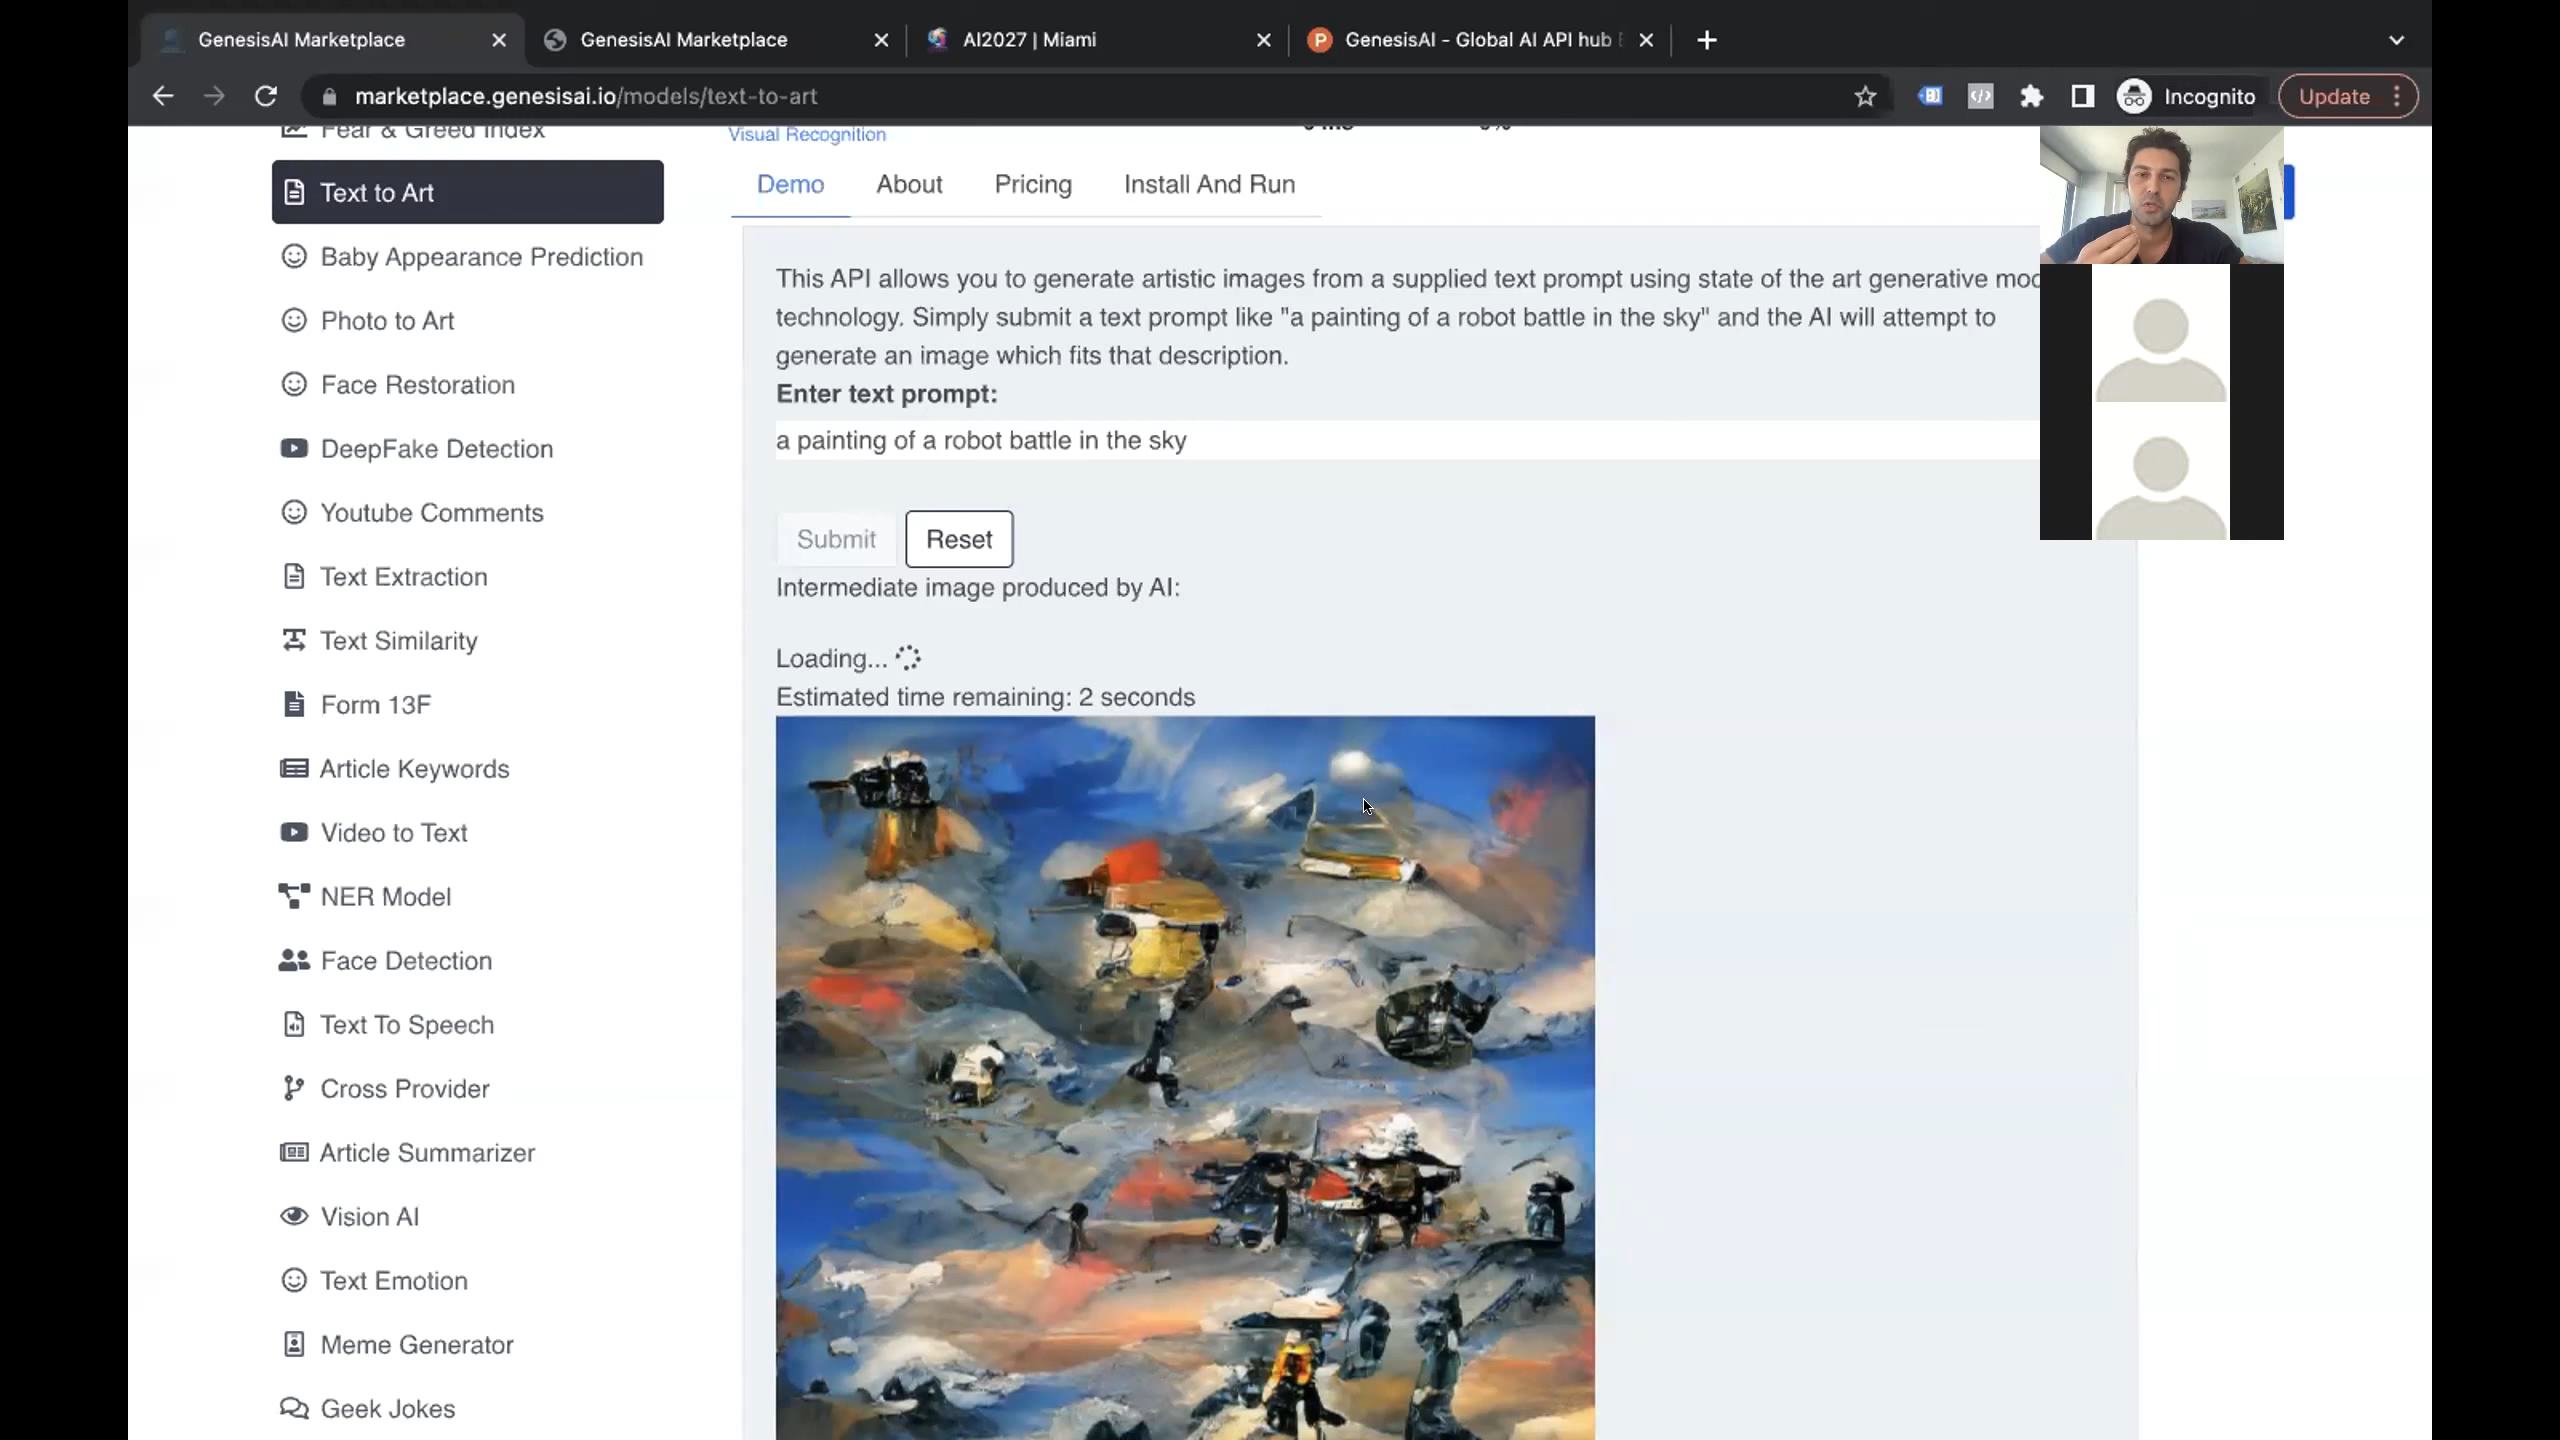 GenesisAI Marketplace
GenesisAI Marketplace
AI2027 | Miami
GenesisAI - Global AI API hub
marketplace.genesisai.io/models/text-to-art
Incognito
Update
Fear & Greed Index
Text to Art
Baby Appearance Prediction
Photo to Art
Face Restoration
DeepFake Detection
Youtube Comments
Text Extraction
Text Similarity
Form 13F
Article Keywords
Video to Text
NER Model
Face Detection
Text To Speech
Cross Provider
Article Summarizer
Vision AI
Text Emotion
Meme Generator
Geek Jokes
Visual Recognition
Demo
About
Pricing
Install And Run
This API allows you to generate artistic images from a supplied text prompt using state of the art generative
technology. Simply submit a text prompt like "a painting of a robot battle in the sky" and the AI will attempt to
generate an image which fits that description.
Enter text prompt:
a painting of a robot battle in the sky
Submit
Reset
Intermediate image produced by AI:
Loading...
Estimated time remaining: 2 seconds